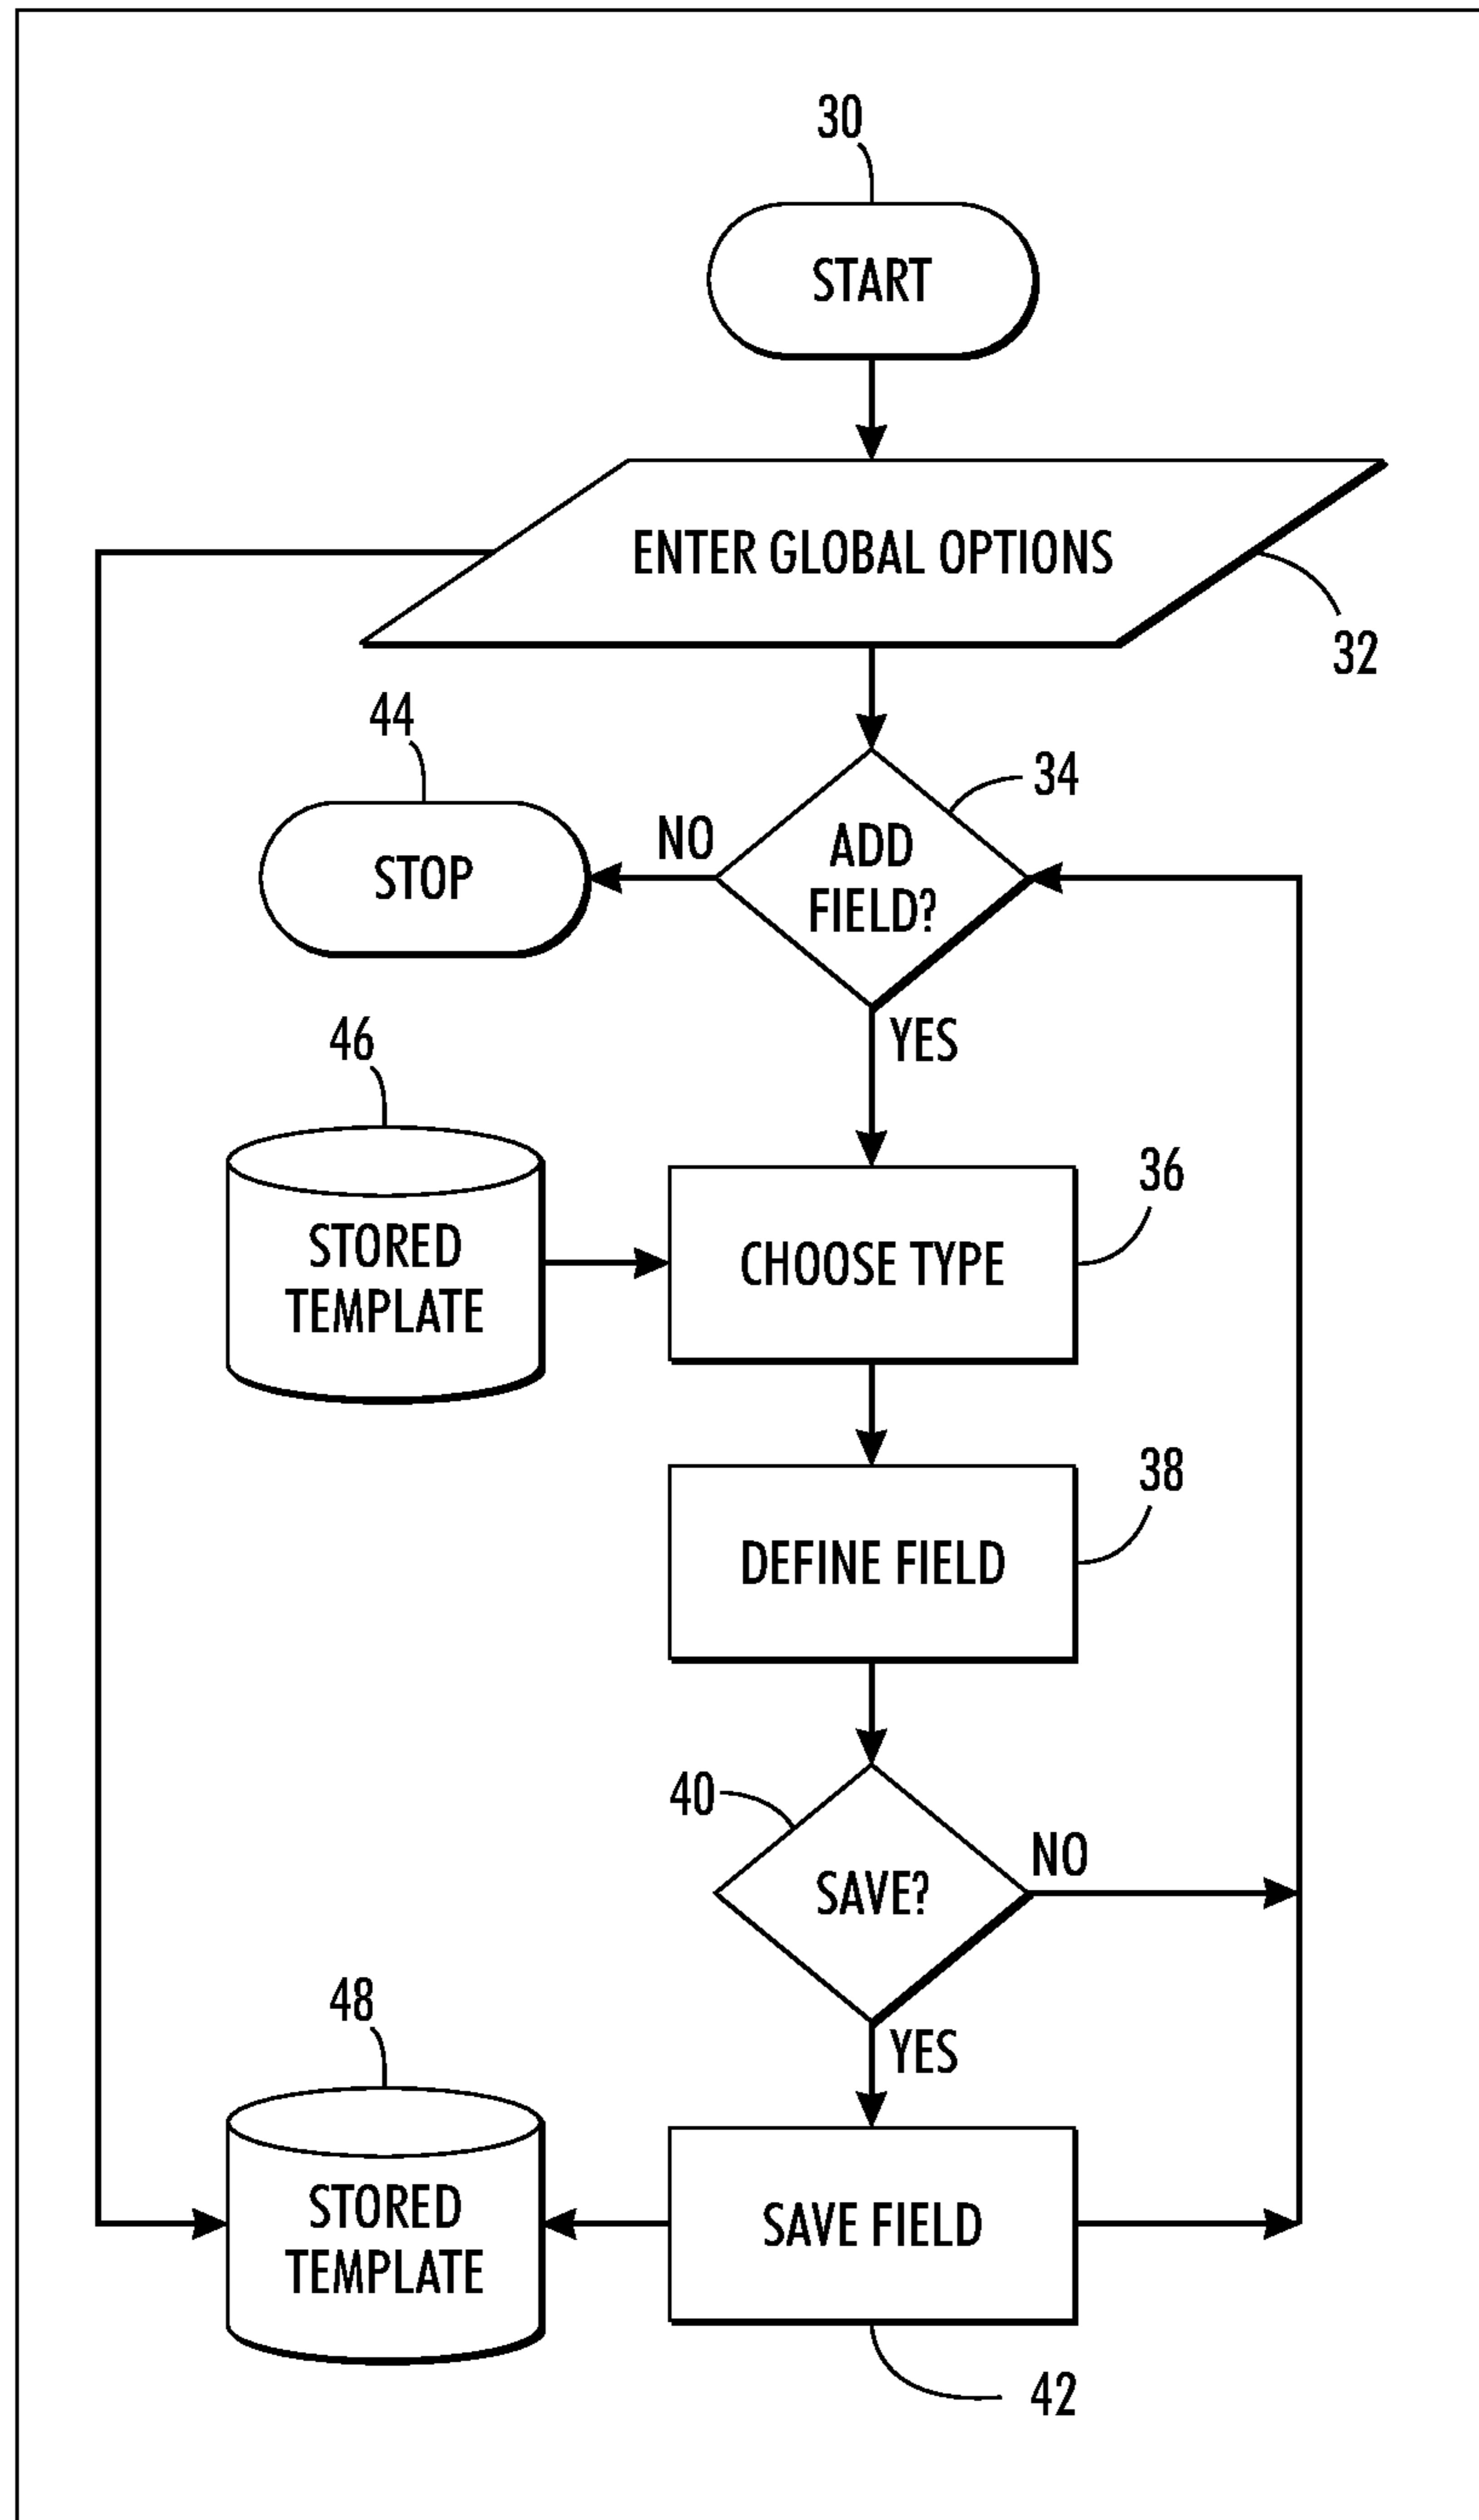 30
START
ENTER GLOBAL OPTIONS
32
44
34
STOP
NO
ADD
FIELD?
YES
46
STORED
TEMPLATE
36
CHOOSE TYPE
38
DEFINE FIELD
40
SAVE?
NO
YES
48
STORED
TEMPLATE
SAVE FIELD
42